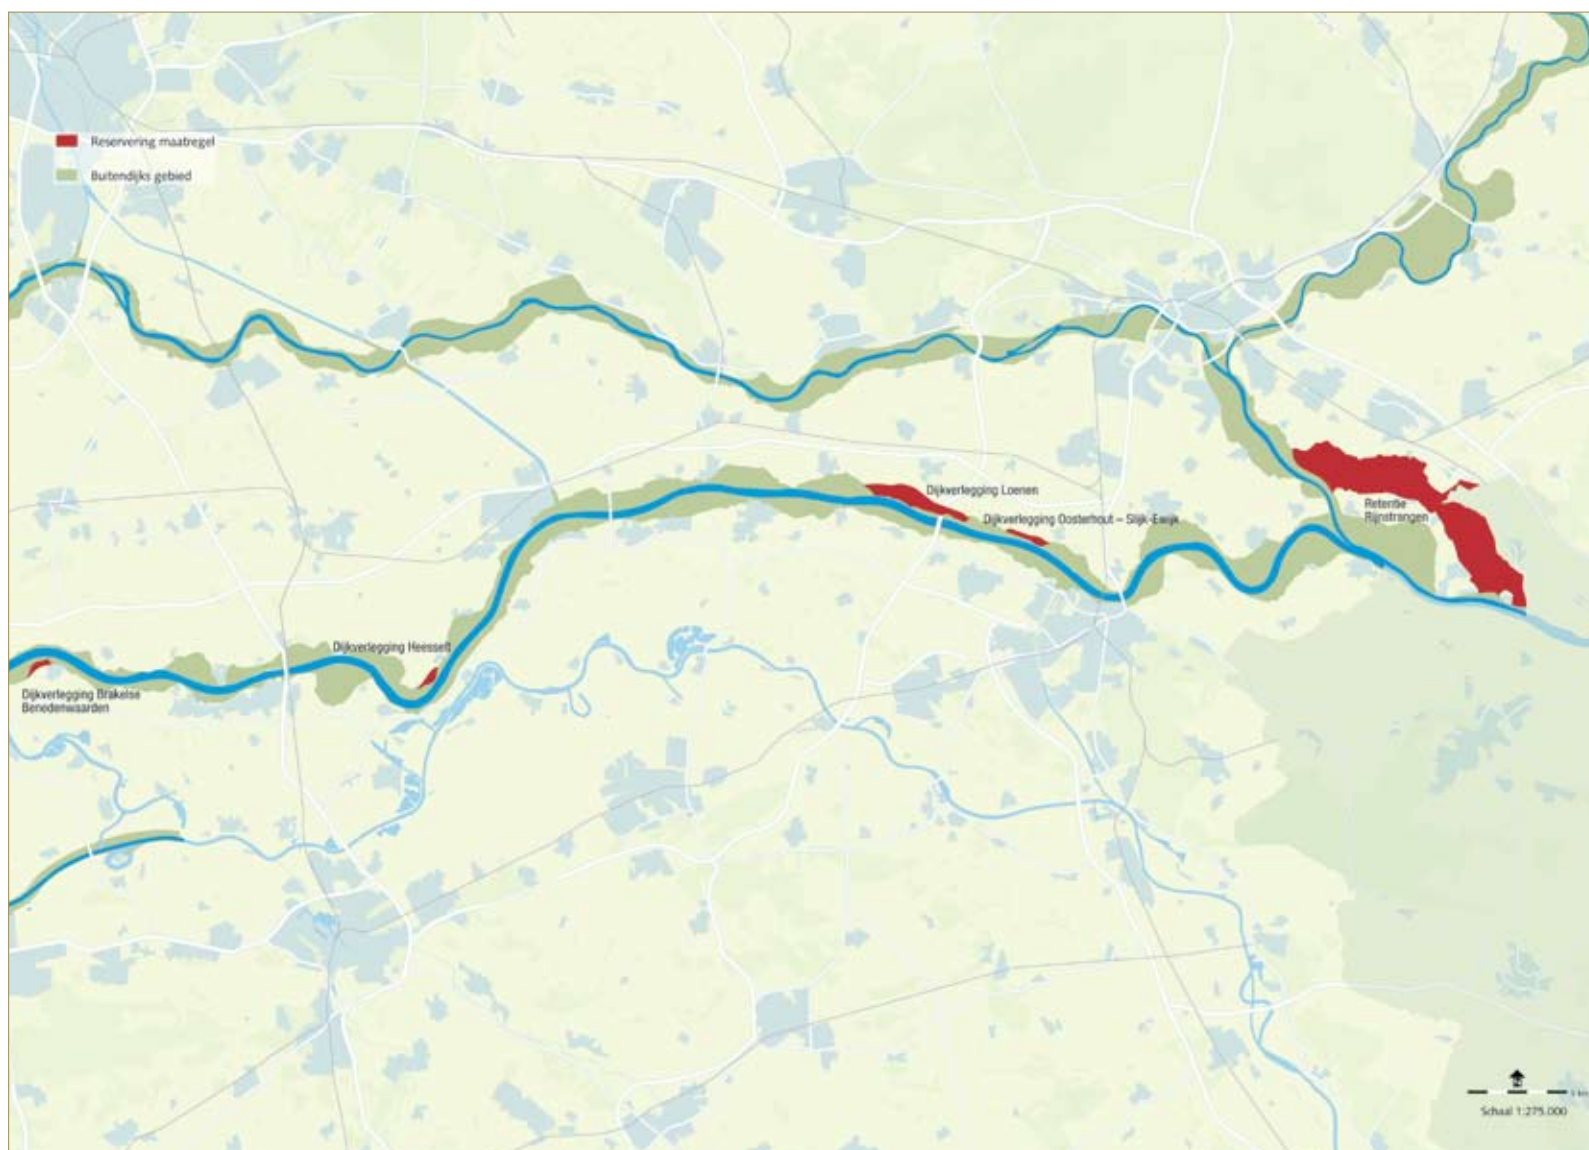 Reservering maatregel
Buitendijks gebied
Dijkverlegging Loenen
Dijkverlegging Oosterhout – Slijk-Ewijk
Retentie
Rijnstrangen
Dijkverlegging Heesselt
Dijkverlegging Brakelse
Benedenwaarden
km
Schaal 1:275.000